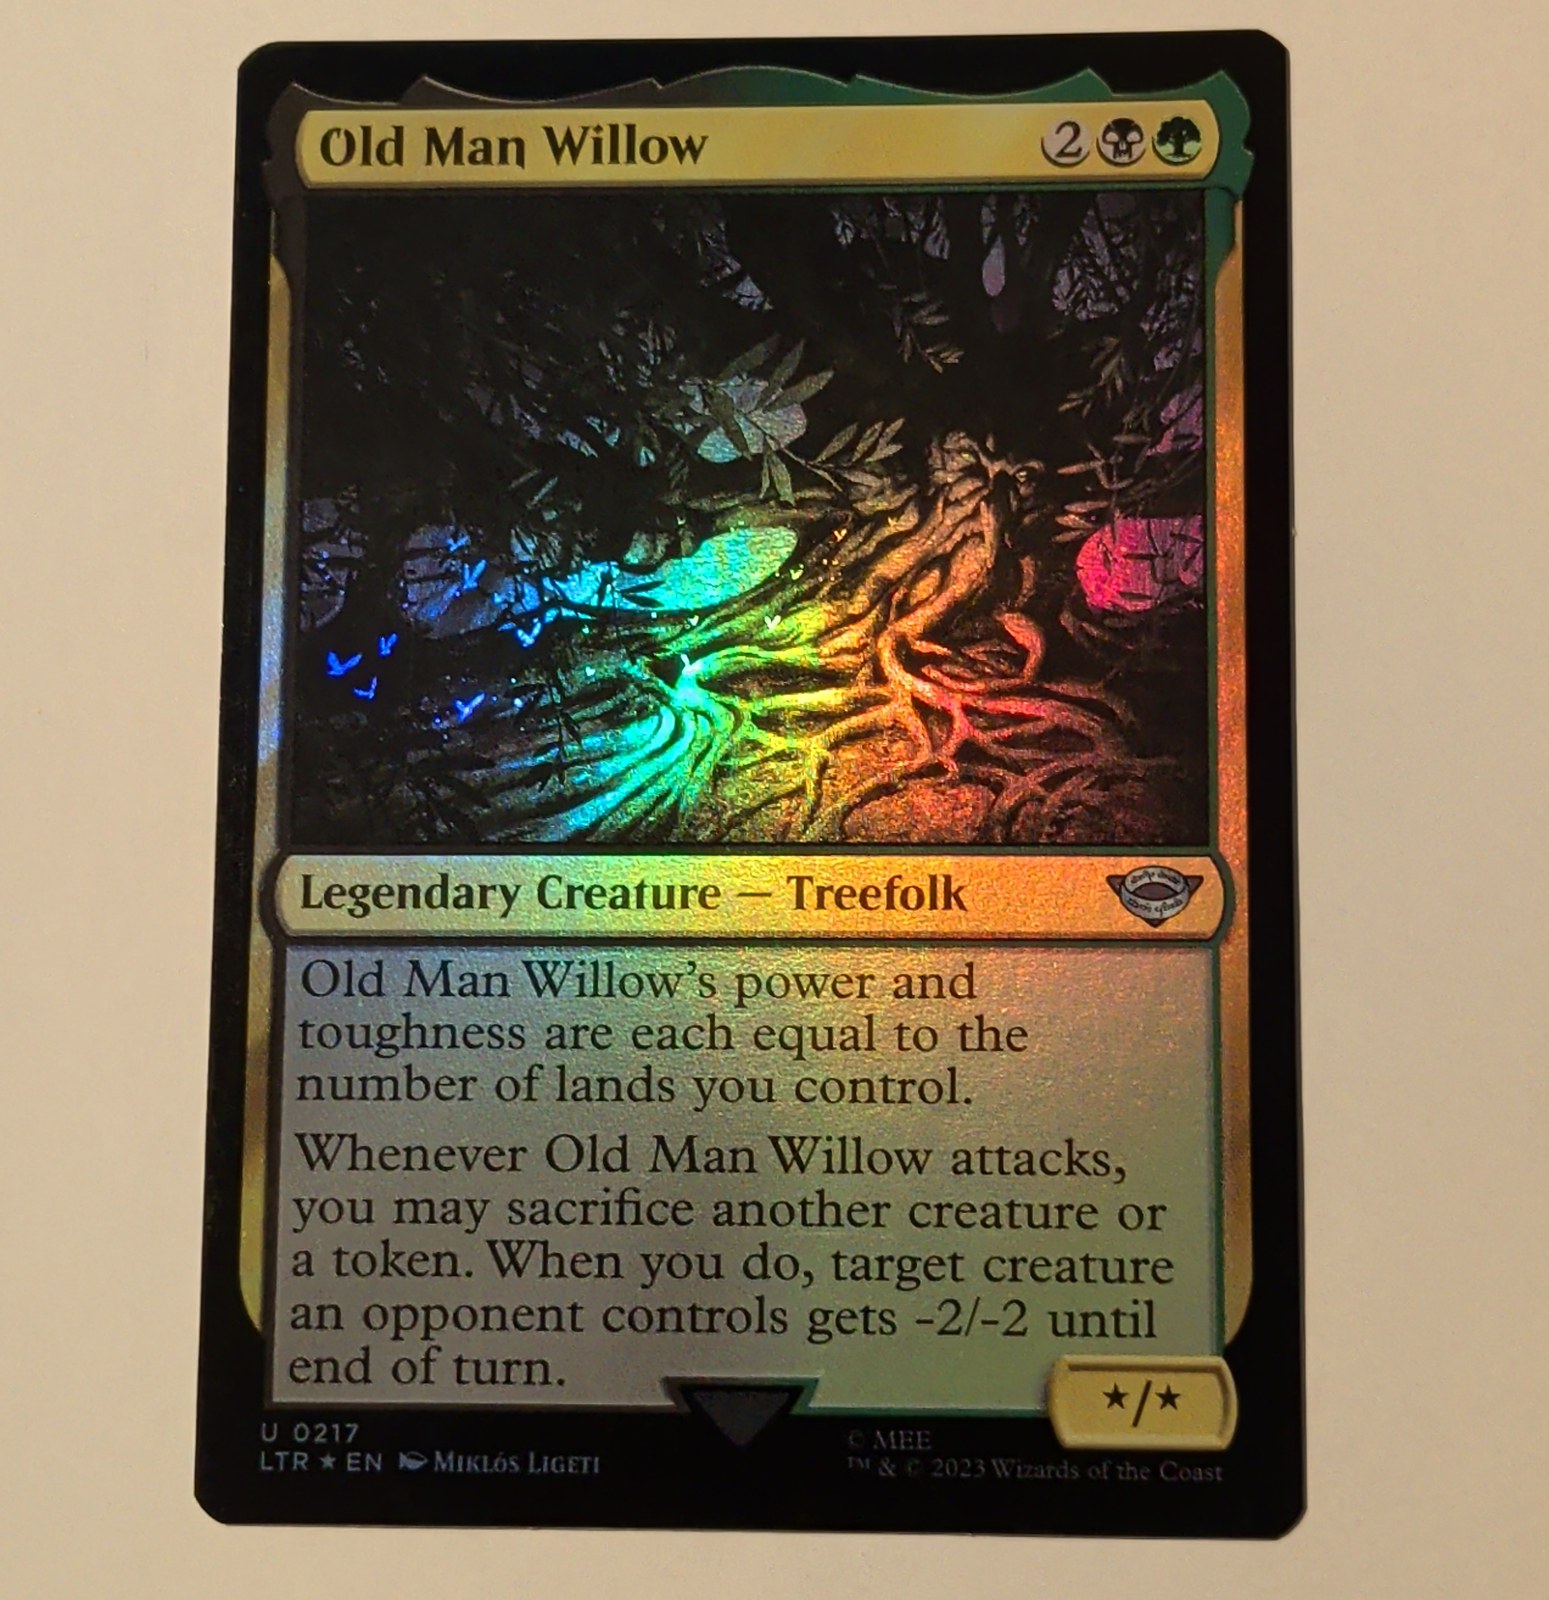 Old Man Willow 2
Legendary Creature — Treefolk
Old Man Willow's power and
toughness are each equal to the
number of lands you control.
Whenever Old Man Willow attacks,
you may sacrifice another creature or
a token. When you do, target creature
an opponent controls gets -2/-2 until
end of turn.
★/★
U 0217
LTR ★ EN Miklós Ligeti
© MEE
™ & © 2023 Wizards of the Coast